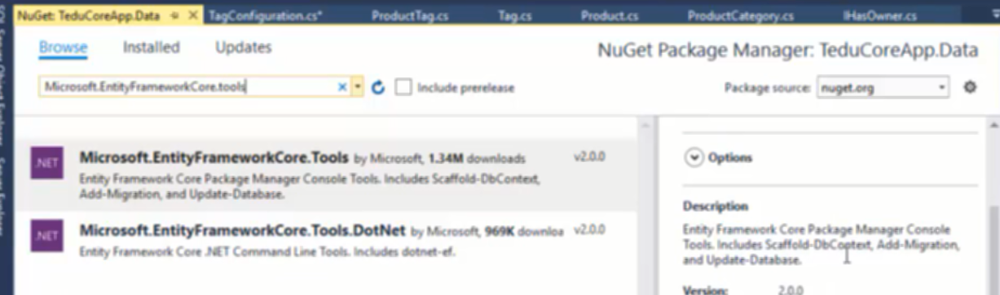 NuGet: TeduCoreApp.Data TagConfiguration.cs* ProductTag.cs Tag.cs Product.cs ProductCategory.cs IHasOwner.cs
Browse Installed Updates
NuGet Package Manager: TeduCoreApp.Data
Microsoft.EntityFrameworkCore.tools
Include prerelease
Package source: nuget.org
.NET
Microsoft.EntityFrameworkCore.Tools by Microsoft, 1.34M downloads v2.0.0
Entity Framework Core Package Manager Console Tools. Includes Scaffold-DbContext,
Add-Migration, and Update-Database.
.NET
Microsoft.EntityFrameworkCore.Tools.DotNet by Microsoft, 969K downloa v2.0.0
Entity Framework Core .NET Command Line Tools. Includes dotnet-ef.
Options
Description
Entity Framework Core Package Manager Console
Tools. Includes Scaffold-DbContext, Add-Migration,
and Update-Database.
Version: 2.0.0